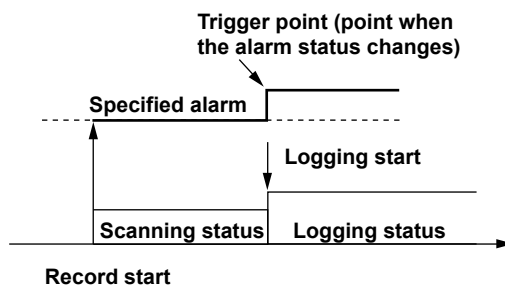 Trigger point (point when
the alarm status changes)
Specified alarm
Logging start
Scanning status
Logging status
Record start